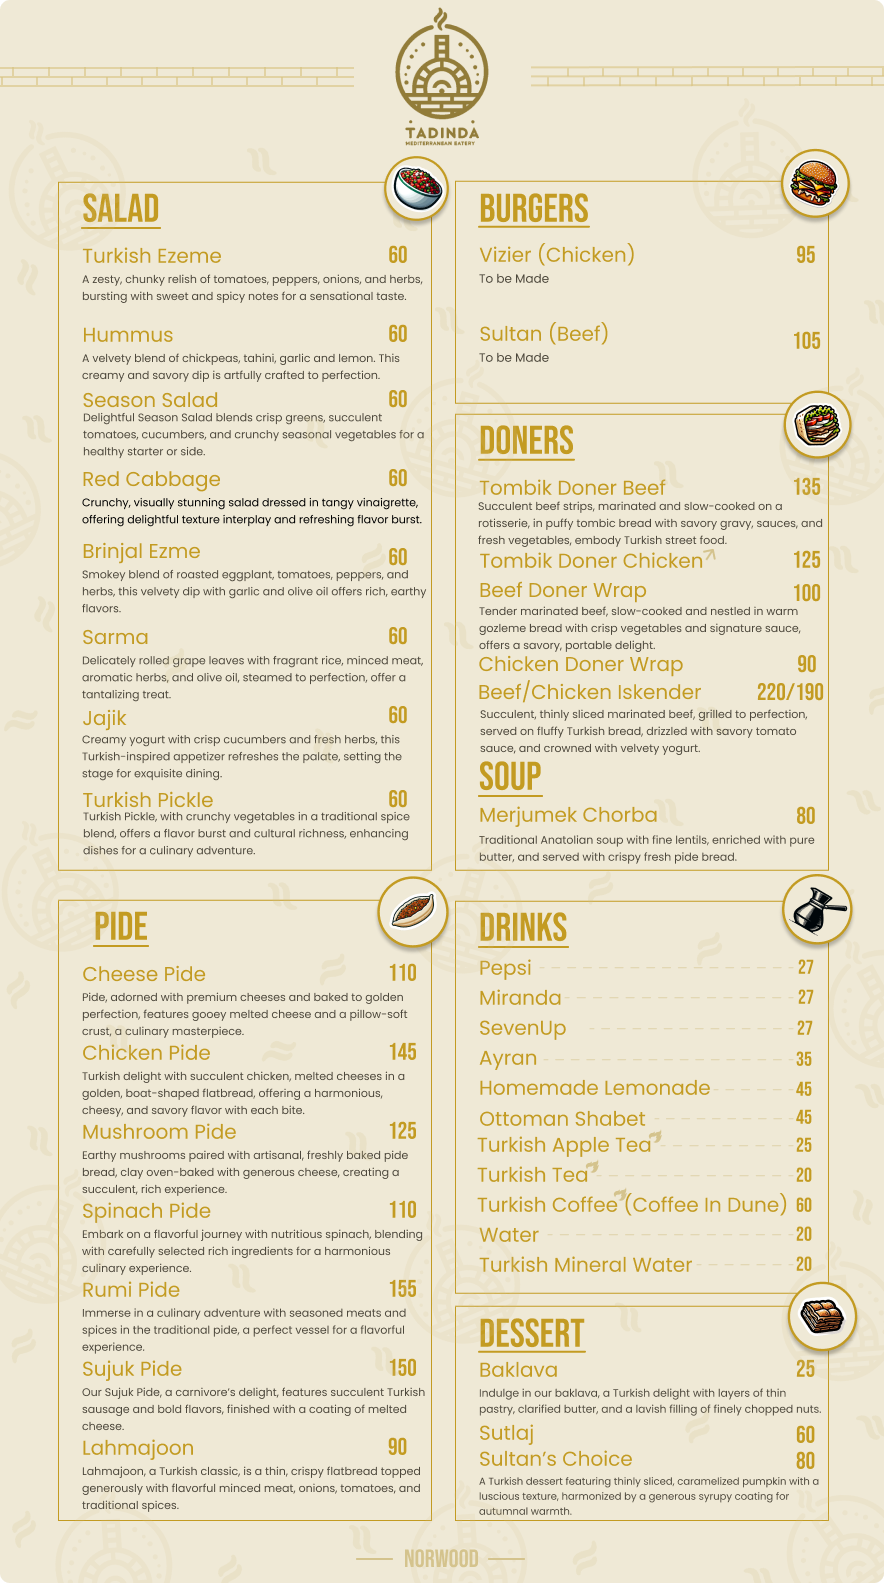 TADINDA
MEDITERRANEAN EATERY
SALAD
Turkish Ezeme 60
A zesty, chunky relish of tomatoes, peppers, onions, and herbs,
bursting with sweet and spicy notes for a sensational taste.
Hummus 60
A velvety blend of chickpeas, tahini, garlic and lemon. This
creamy and savory dip is artfully crafted to perfection.
Season Salad 60
Delightful Season Salad blends crisp greens, succulent
tomatoes, cucumbers, and crunchy seasonal vegetables for a
healthy starter or side.
Red Cabbage 60
Crunchy, visually stunning salad dressed in tangy vinaigrette,
offering delightful texture interplay and refreshing flavor burst.
Brinjal Ezme 60
Smokey blend of roasted eggplant, tomatoes, peppers, and
herbs, this velvety dip with garlic and olive oil offers rich, earthy
flavors.
Sarma 60
Delicately rolled grape leaves with fragrant rice, minced meat,
aromatic herbs, and olive oil, steamed to perfection, offer a
tantalizing treat.
Jajik 60
Creamy yogurt with crisp cucumbers and fresh herbs, this
Turkish-inspired appetizer refreshes the palate, setting the
stage for exquisite dining.
Turkish Pickle 60
Turkish Pickle, with crunchy vegetables in a traditional spice
blend, offers a flavor burst and cultural richness, enhancing
dishes for a culinary adventure.
BURGERS
Vizier (Chicken) 95
To be Made
Sultan (Beef) 105
To be Made
DONERS
Tombik Doner Beef 135
Succulent beef strips, marinated and slow-cooked on a
rotisserie, in puffy tombic bread with savory gravy, sauces, and
fresh vegetables, embody Turkish street food.
Tombik Doner Chicken 125
Beef Doner Wrap 100
Tender marinated beef, slow-cooked and nestled in warm
gozleme bread with crisp vegetables and signature sauce,
offers a savory, portable delight.
Chicken Doner Wrap 90
Beef/Chicken Iskender 220/190
Succulent, thinly sliced marinated beef, grilled to perfection,
served on fluffy Turkish bread, drizzled with savory tomato
sauce, and crowned with velvety yogurt.
SOUP
Merjumek Chorba 80
Traditional Anatolian soup with fine lentils, enriched with pure
butter, and served with crispy fresh pide bread.
PIDE
Cheese Pide 110
Pide, adorned with premium cheeses and baked to golden
perfection, features gooey melted cheese and a pillow-soft
crust, a culinary masterpiece.
Chicken Pide 145
Turkish delight with succulent chicken, melted cheeses in a
golden, boat-shaped flatbread, offering a harmonious,
cheesy, and savory flavor with each bite.
Mushroom Pide 125
Earthy mushrooms paired with artisanal, freshly baked pide
bread, clay oven-baked with generous cheese, creating a
succulent, rich experience.
Spinach Pide 110
Embark on a flavorful journey with nutritious spinach, blending
with carefully selected rich ingredients for a harmonious
culinary experience.
Rumi Pide 155
Immerse in a culinary adventure with seasoned meats and
spices in the traditional pide, a perfect vessel for a flavorful
experience.
Sujuk Pide 150
Our Sujuk Pide, a carnivore's delight, features succulent Turkish
sausage and bold flavors, finished with a coating of melted
cheese.
Lahmajoon 90
Lahmajoon, a Turkish classic, is a thin, crispy flatbread topped
generously with flavorful minced meat, onions, tomatoes, and
traditional spices.
DRINKS
Pepsi 27
Miranda 27
SevenUp 27
Ayran 35
Homemade Lemonade 45
Ottoman Shabet 45
Turkish Apple Tea 25
Turkish Tea 20
Turkish Coffee (Coffee In Dune) 60
Water 20
Turkish Mineral Water 20
DESSERT
Baklava 25
Indulge in our baklava, a Turkish delight with layers of thin
pastry, clarified butter, and a lavish filling of finely chopped nuts.
Sutlaj 60
Sultan's Choice 80
A Turkish dessert featuring thinly sliced, caramelized pumpkin with a
luscious texture, harmonized by a generous syrupy coating for
autumnal warmth.
NORWOOD